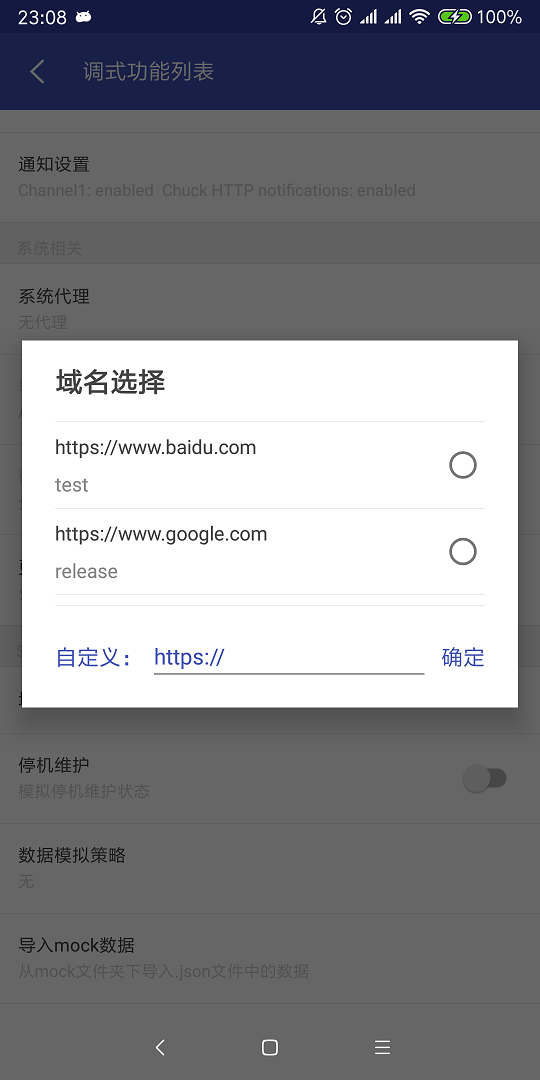 23:08 100%
调式功能列表
通知设置
Channel1: enabled Chuck HTTP notifications: enabled
系统相关
系统代理
无代理
域名选择
https://www.baidu.com
test
https://www.google.com
release
自定义： https:// 确定
停机维护
模拟停机维护状态
数据模拟策略
无
导入mock数据
从mock文件夹下导入.json文件中的数据